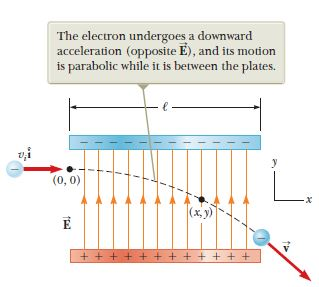 The electron undergoes a downward
acceleration (opposite E⃗), and its motion
is parabolic while it is between the plates.
ℓ
− − − − − − − − − − − −
v_i î
y
−
(0, 0)
x
(x, y)
E⃗
−
v⃗
+ + + + + + + + + + + +